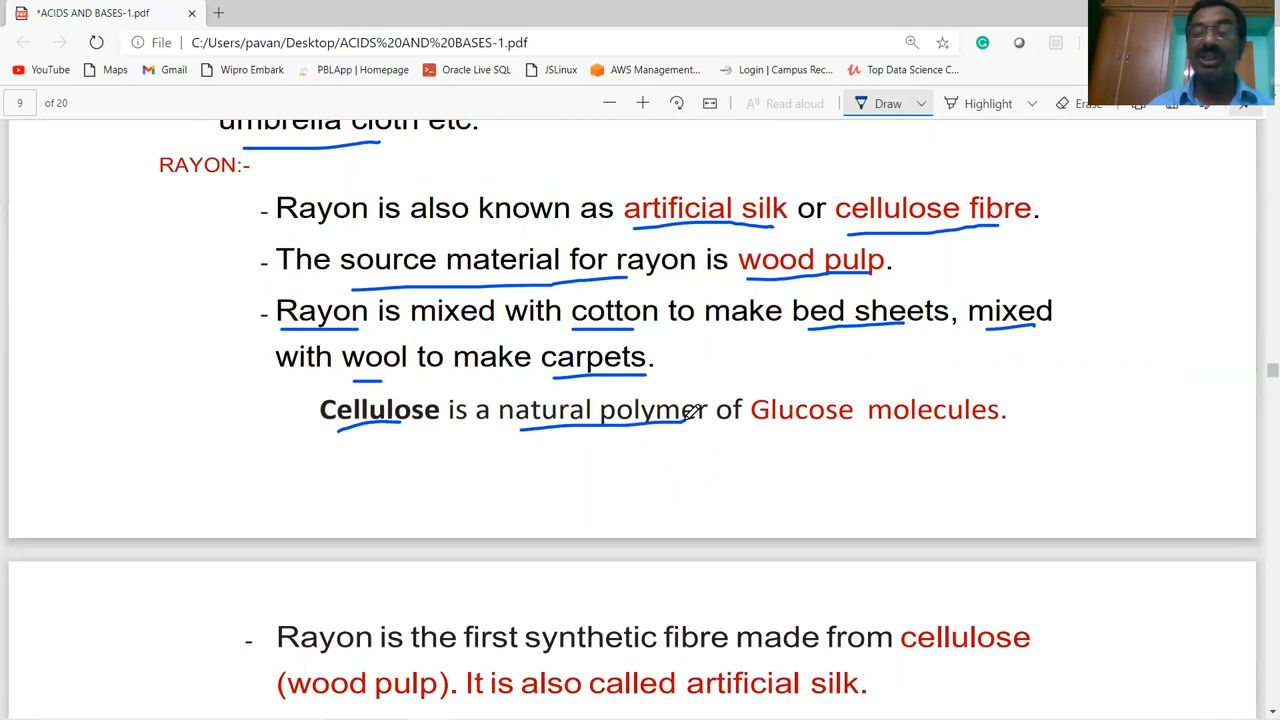 *ACIDS AND BASES-1.pdf
File C:/Users/pavan/Desktop/ACIDS%20AND%20BASES-1.pdf
YouTube Maps Gmail Wipro Embark PBLApp | Homepage Oracle Live SQL JSLinux AWS Management... Login | Campus Rec... Top Data Science C...
9 of 20 Read aloud Draw Highlight Erase
umbrella cloth etc.
RAYON:-
- Rayon is also known as artificial silk or cellulose fibre.
- The source material for rayon is wood pulp.
- Rayon is mixed with cotton to make bed sheets, mixed
with wool to make carpets.
Cellulose is a natural polymer of Glucose molecules.
- Rayon is the first synthetic fibre made from cellulose
(wood pulp). It is also called artificial silk.